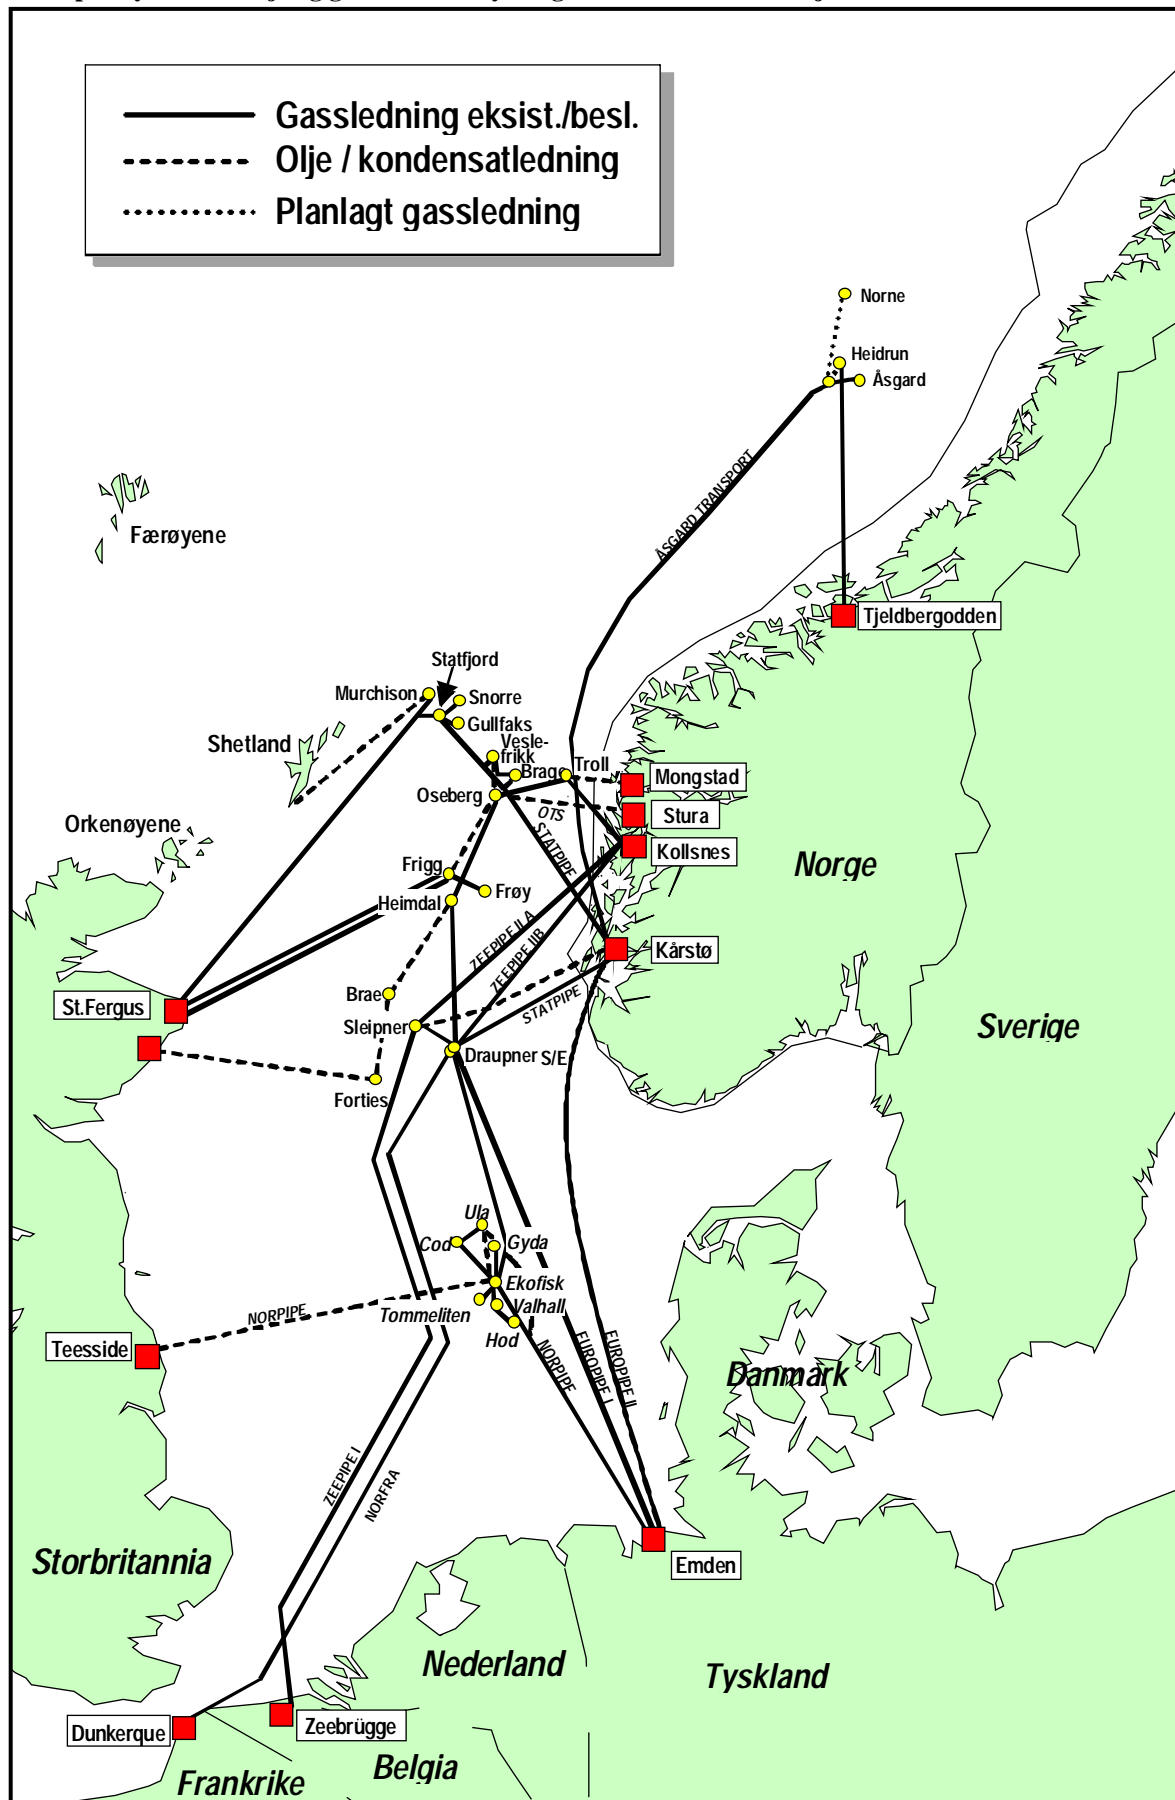 Gassledning eksist./besl.
Olje / kondensatledning
Planlagt gassledning
Norne
Heidrun
Åsgard
ÅSGARD TRANSPORT
Færøyene
Tjeldbergodden
Statfjord
Murchison
Snorre
Gullfaks
Shetland
Vesle-
frikk
Brage
Troll
Mongstad
Oseberg
OTS
Stura
Orkenøyene
STATPIPE
Kollsnes
Norge
Frigg
Frøy
Heimdal
ZEEPIPE II A
ZEEPIPE IIB
Kårstø
Brae
St.Fergus
STATPIPE
Sleipner
Sverige
Draupner S/E
Forties
Ula
Cod
Gyda
Ekofisk
NORPIPE
Tommeliten
Valhall
Hod
Teesside
NORPIPE
EUROPIPE I
EUROPIPE II
Danmark
ZEEPIPE I
NORFRA
Storbritannia
Emden
Nederland
Tyskland
Dunkerque
Zeebrügge
Belgia
Frankrike